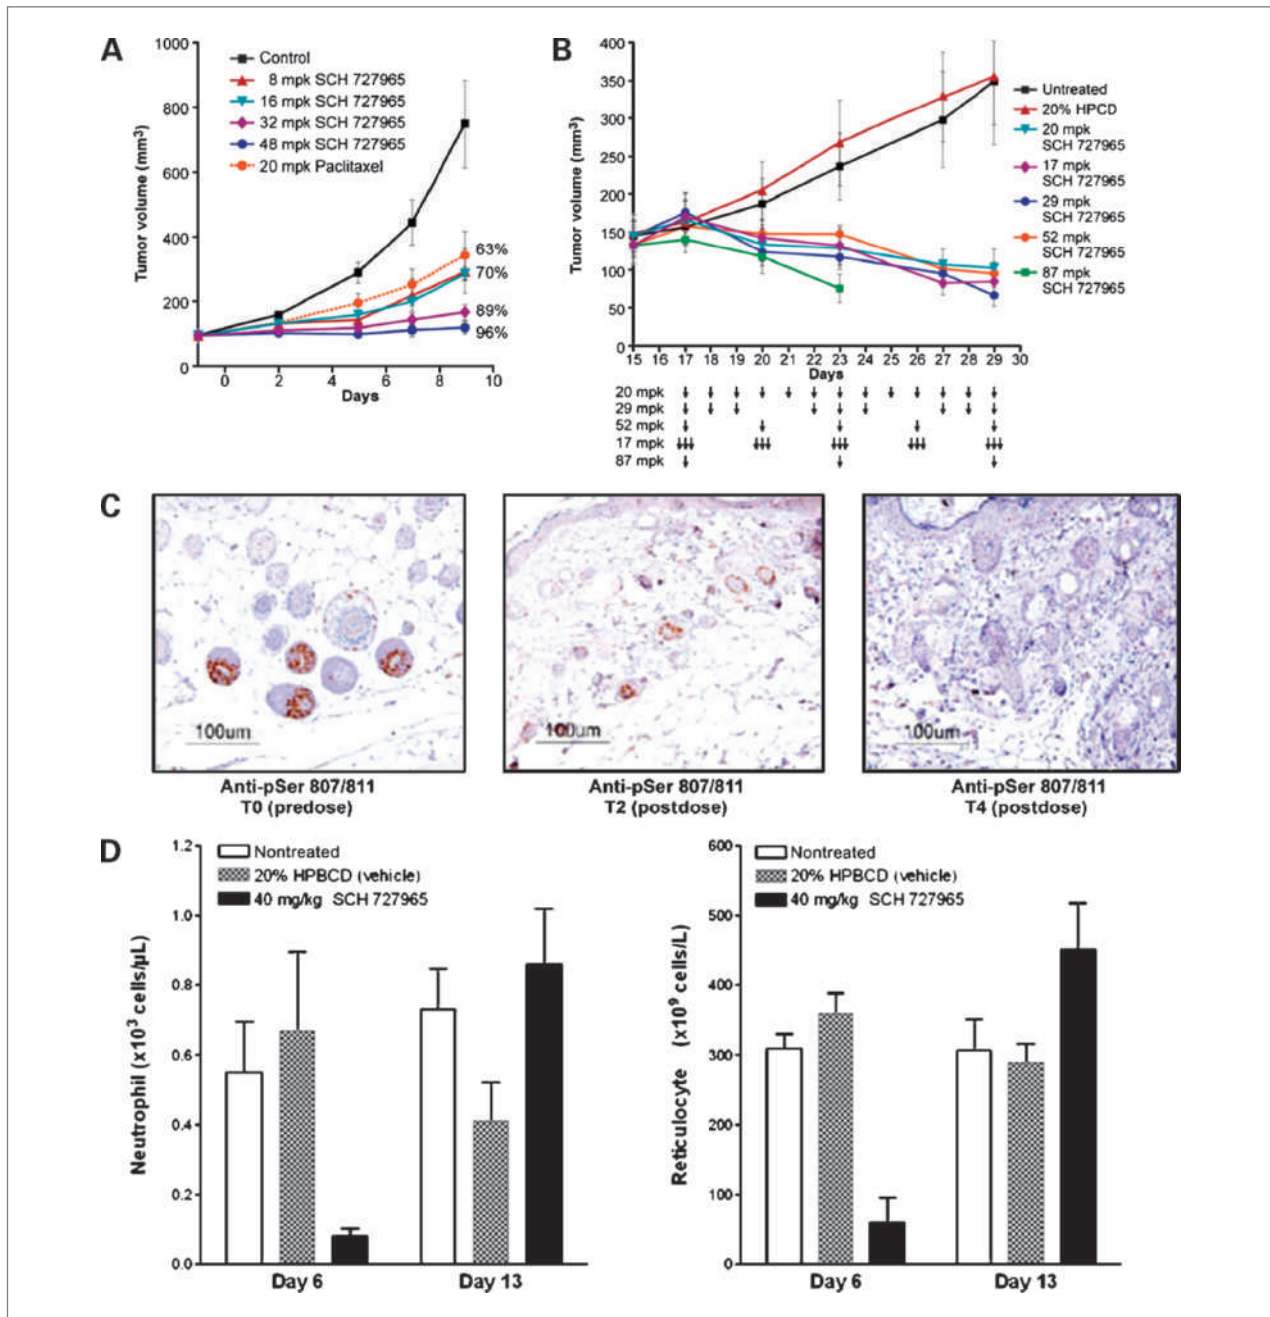 A
Tumor volume (mm³)
1000
800
600
400
200
0
0 2 4 6 8 10
Days
Control
8 mpk SCH 727965
16 mpk SCH 727965
32 mpk SCH 727965
48 mpk SCH 727965
20 mpk Paclitaxel
63%
70%
89%
96%
B
Tumor volume (mm³)
400
350
300
250
200
150
100
50
0
15 16 17 18 19 20 21 22 23 24 25 26 27 28 29 30
Days
Untreated
20% HPCD
20 mpk
SCH 727965
17 mpk
SCH 727965
29 mpk
SCH 727965
52 mpk
SCH 727965
87 mpk
SCH 727965
20 mpk
29 mpk
52 mpk
17 mpk
87 mpk
C
100um
100um
100um
Anti-pSer 807/811
T0 (predose)
Anti-pSer 807/811
T2 (postdose)
Anti-pSer 807/811
T4 (postdose)
D
Neutrophil (x10³ cells/µL)
1.2
1.0
0.8
0.6
0.4
0.2
0.0
Nontreated
20% HPBCD (vehicle)
40 mg/kg SCH 727965
Day 6 Day 13
Reticulocyte (x10⁹ cells/L)
600
500
400
300
200
100
0
Nontreated
20% HPBCD (vehicle)
40 mg/kg SCH 727965
Day 6 Day 13